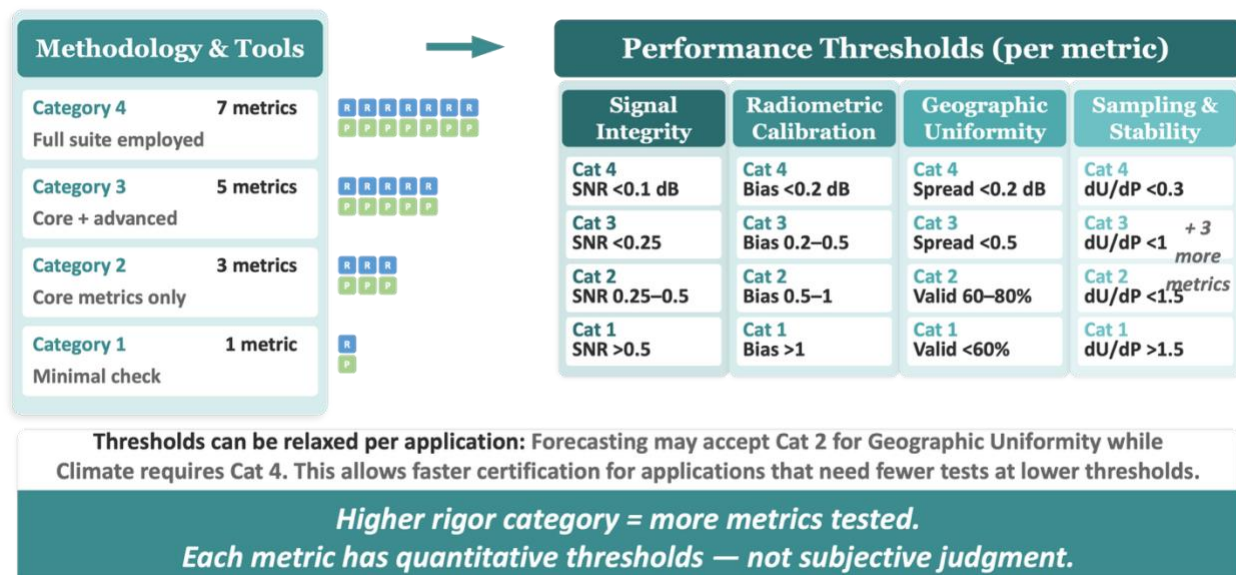 Methodology & Tools
Category 4 7 metrics
Full suite employed
R R R R R R R
P P P P P P P
Category 3 5 metrics
Core + advanced
R R R R R
P P P P P
Category 2 3 metrics
Core metrics only
R R R
P P P
Category 1 1 metric
Minimal check
R
P
Performance Thresholds (per metric)
Signal
Integrity
Cat 4
SNR <0.1 dB
Cat 3
SNR <0.25
Cat 2
SNR 0.25–0.5
Cat 1
SNR >0.5
Radiometric
Calibration
Cat 4
Bias <0.2 dB
Cat 3
Bias 0.2–0.5
Cat 2
Bias 0.5–1
Cat 1
Bias >1
Geographic
Uniformity
Cat 4
Spread <0.2 dB
Cat 3
Spread <0.5
Cat 2
Valid 60–80%
Cat 1
Valid <60%
Sampling &
Stability
Cat 4
dU/dP <0.3
Cat 3
dU/dP <1
Cat 2
dU/dP <1.5
Cat 1
dU/dP >1.5
+ 3
more
metrics
Thresholds can be relaxed per application: Forecasting may accept Cat 2 for Geographic Uniformity while
Climate requires Cat 4. This allows faster certification for applications that need fewer tests at lower thresholds.
Higher rigor category = more metrics tested.
Each metric has quantitative thresholds — not subjective judgment.